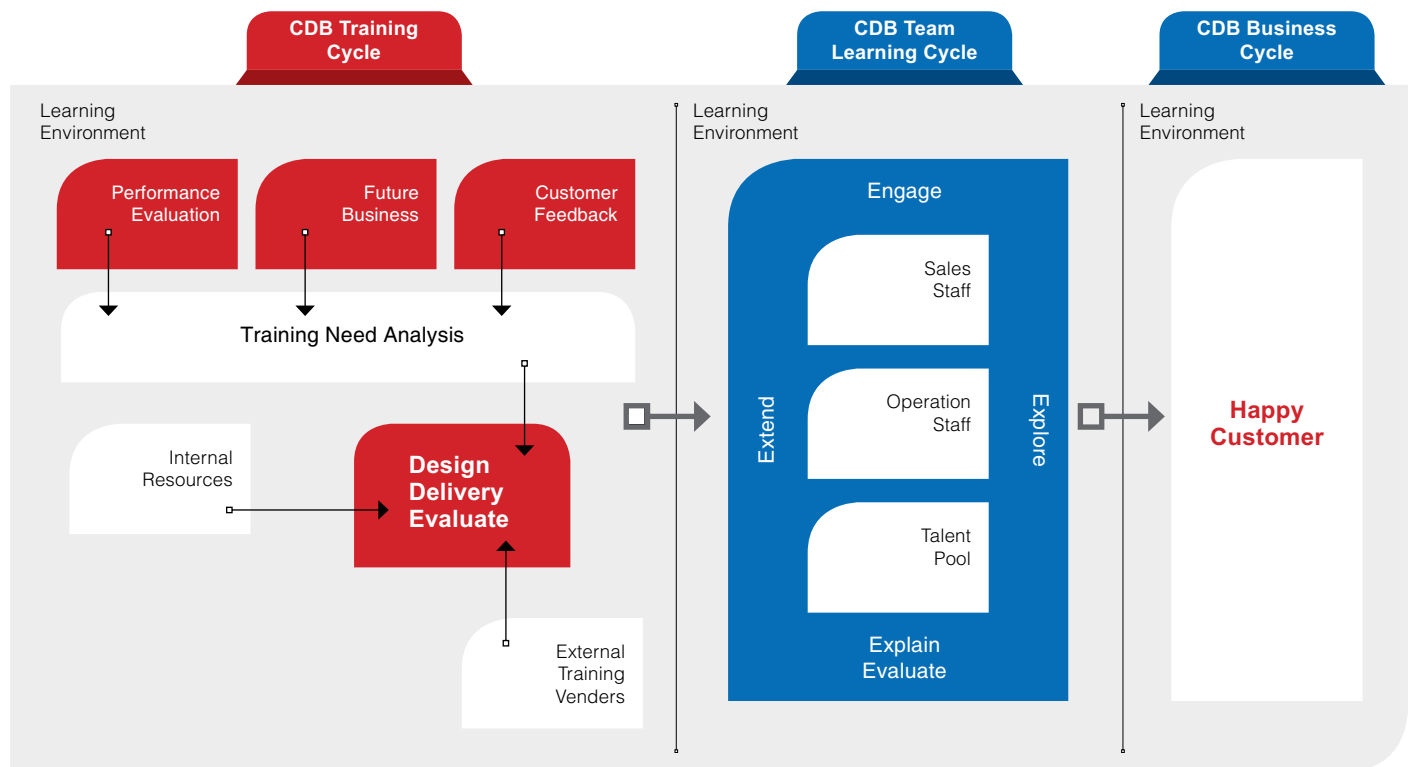 CDB Training
Cycle
CDB Team
Learning Cycle
CDB Business
Cycle
Learning
Environment
Performance
Evaluation
Future
Business
Customer
Feedback
Training Need Analysis
Internal
Resources
Design
Delivery
Evaluate
External
Training
Venders
Learning
Environment
Engage
Sales
Staff
Extend
Operation
Staff
Explore
Talent
Pool
Explain
Evaluate
Learning
Environment
Happy
Customer